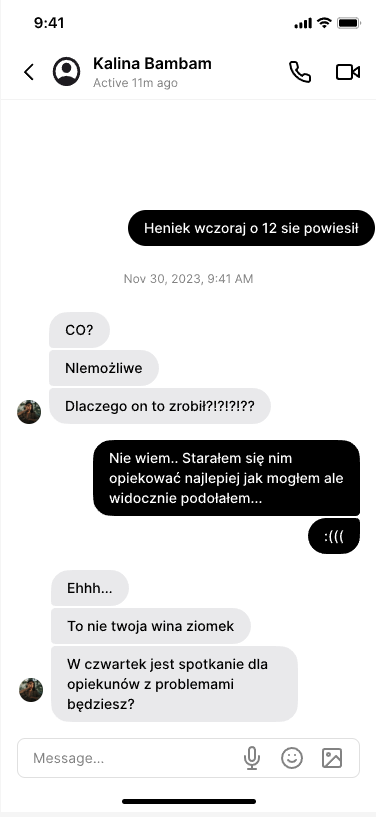 9:41
Kalina Bambam
Active 11m ago
Heniek wczoraj o 12 sie powiesił
Nov 30, 2023, 9:41 AM
CO?
NIemożliwe
Dlaczego on to zrobił?!?!?!??
Nie wiem.. Starałem się nim
opiekować najlepiej jak mogłem ale
widocznie podołałem...
:(((
Ehhh...
To nie twoja wina ziomek
W czwartek jest spotkanie dla
opiekunów z problemami
będziesz?
Message...